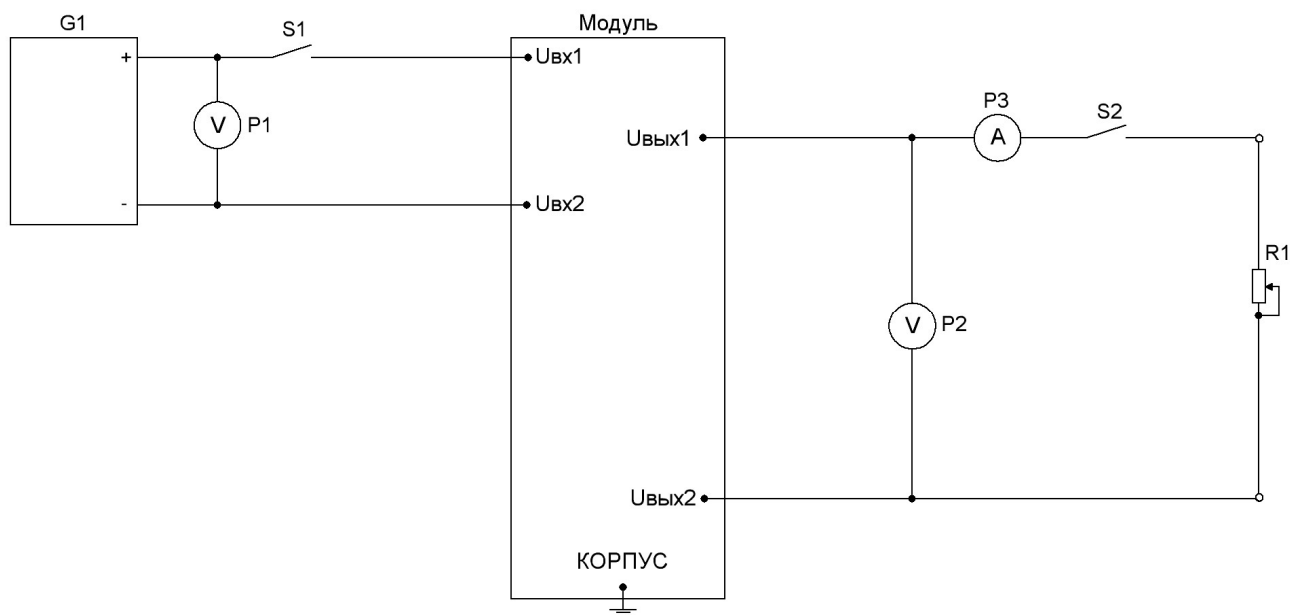 G1
S1
Модуль
+
Uвх1
V
P1
P3
S2
Uвых1
A
-
Uвх2
R1
V
P2
Uвых2
КОРПУС